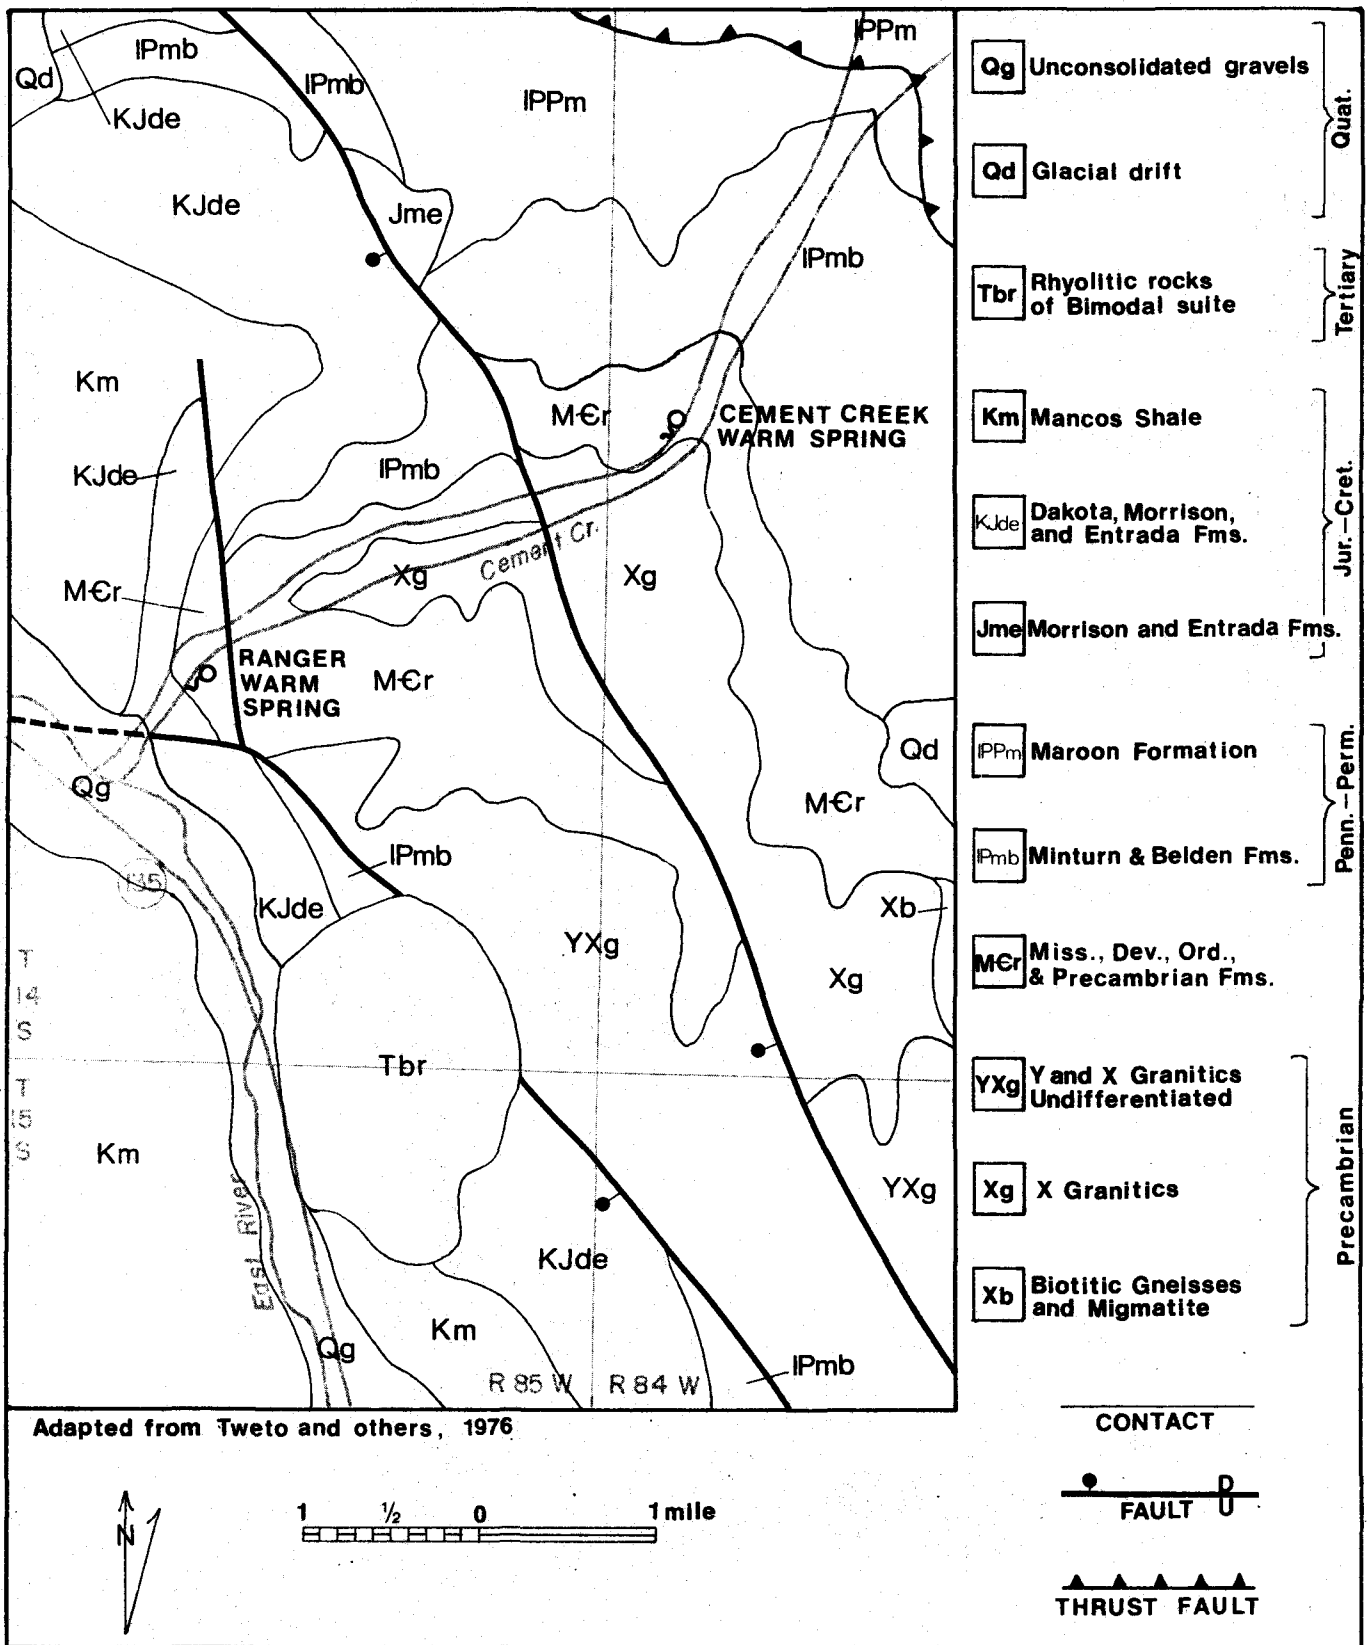 IPPm
IPmb
Qd
IPmb
IPPm
KJde
KJde
Jme
IPmb
Km
M€r
CEMENT CREEK
WARM SPRING
KJde
IPmb
Cement Cr.
Xg
Xg
M€r
RANGER
WARM
SPRING
M€r
Qd
Qg
M€r
IPmb
135
KJde
Xb
YXg
Xg
T
14
S
Tbr
T
15
S
Km
YXg
East River
KJde
Km
Qg
IPmb
R 85 W
R 84 W
Qg Unconsolidated gravels
Qd Glacial drift
Quat.
Tbr Rhyolitic rocks
of Bimodal suite
Tertiary
Km Mancos Shale
KJde Dakota, Morrison,
and Entrada Fms.
Jme Morrison and Entrada Fms.
Jur.-Cret.
IPPm Maroon Formation
IPmb Minturn & Belden Fms.
Penn.-Perm.
M€r Miss., Dev., Ord.,
& Precambrian Fms.
YXg Y and X Granitics
Undifferentiated
Xg X Granitics
Xb Biotitic Gneisses
and Migmatite
Precambrian
Adapted from Tweto and others, 1976
N
1 ½ 0 1 mile
CONTACT
D
FAULT U
THRUST FAULT